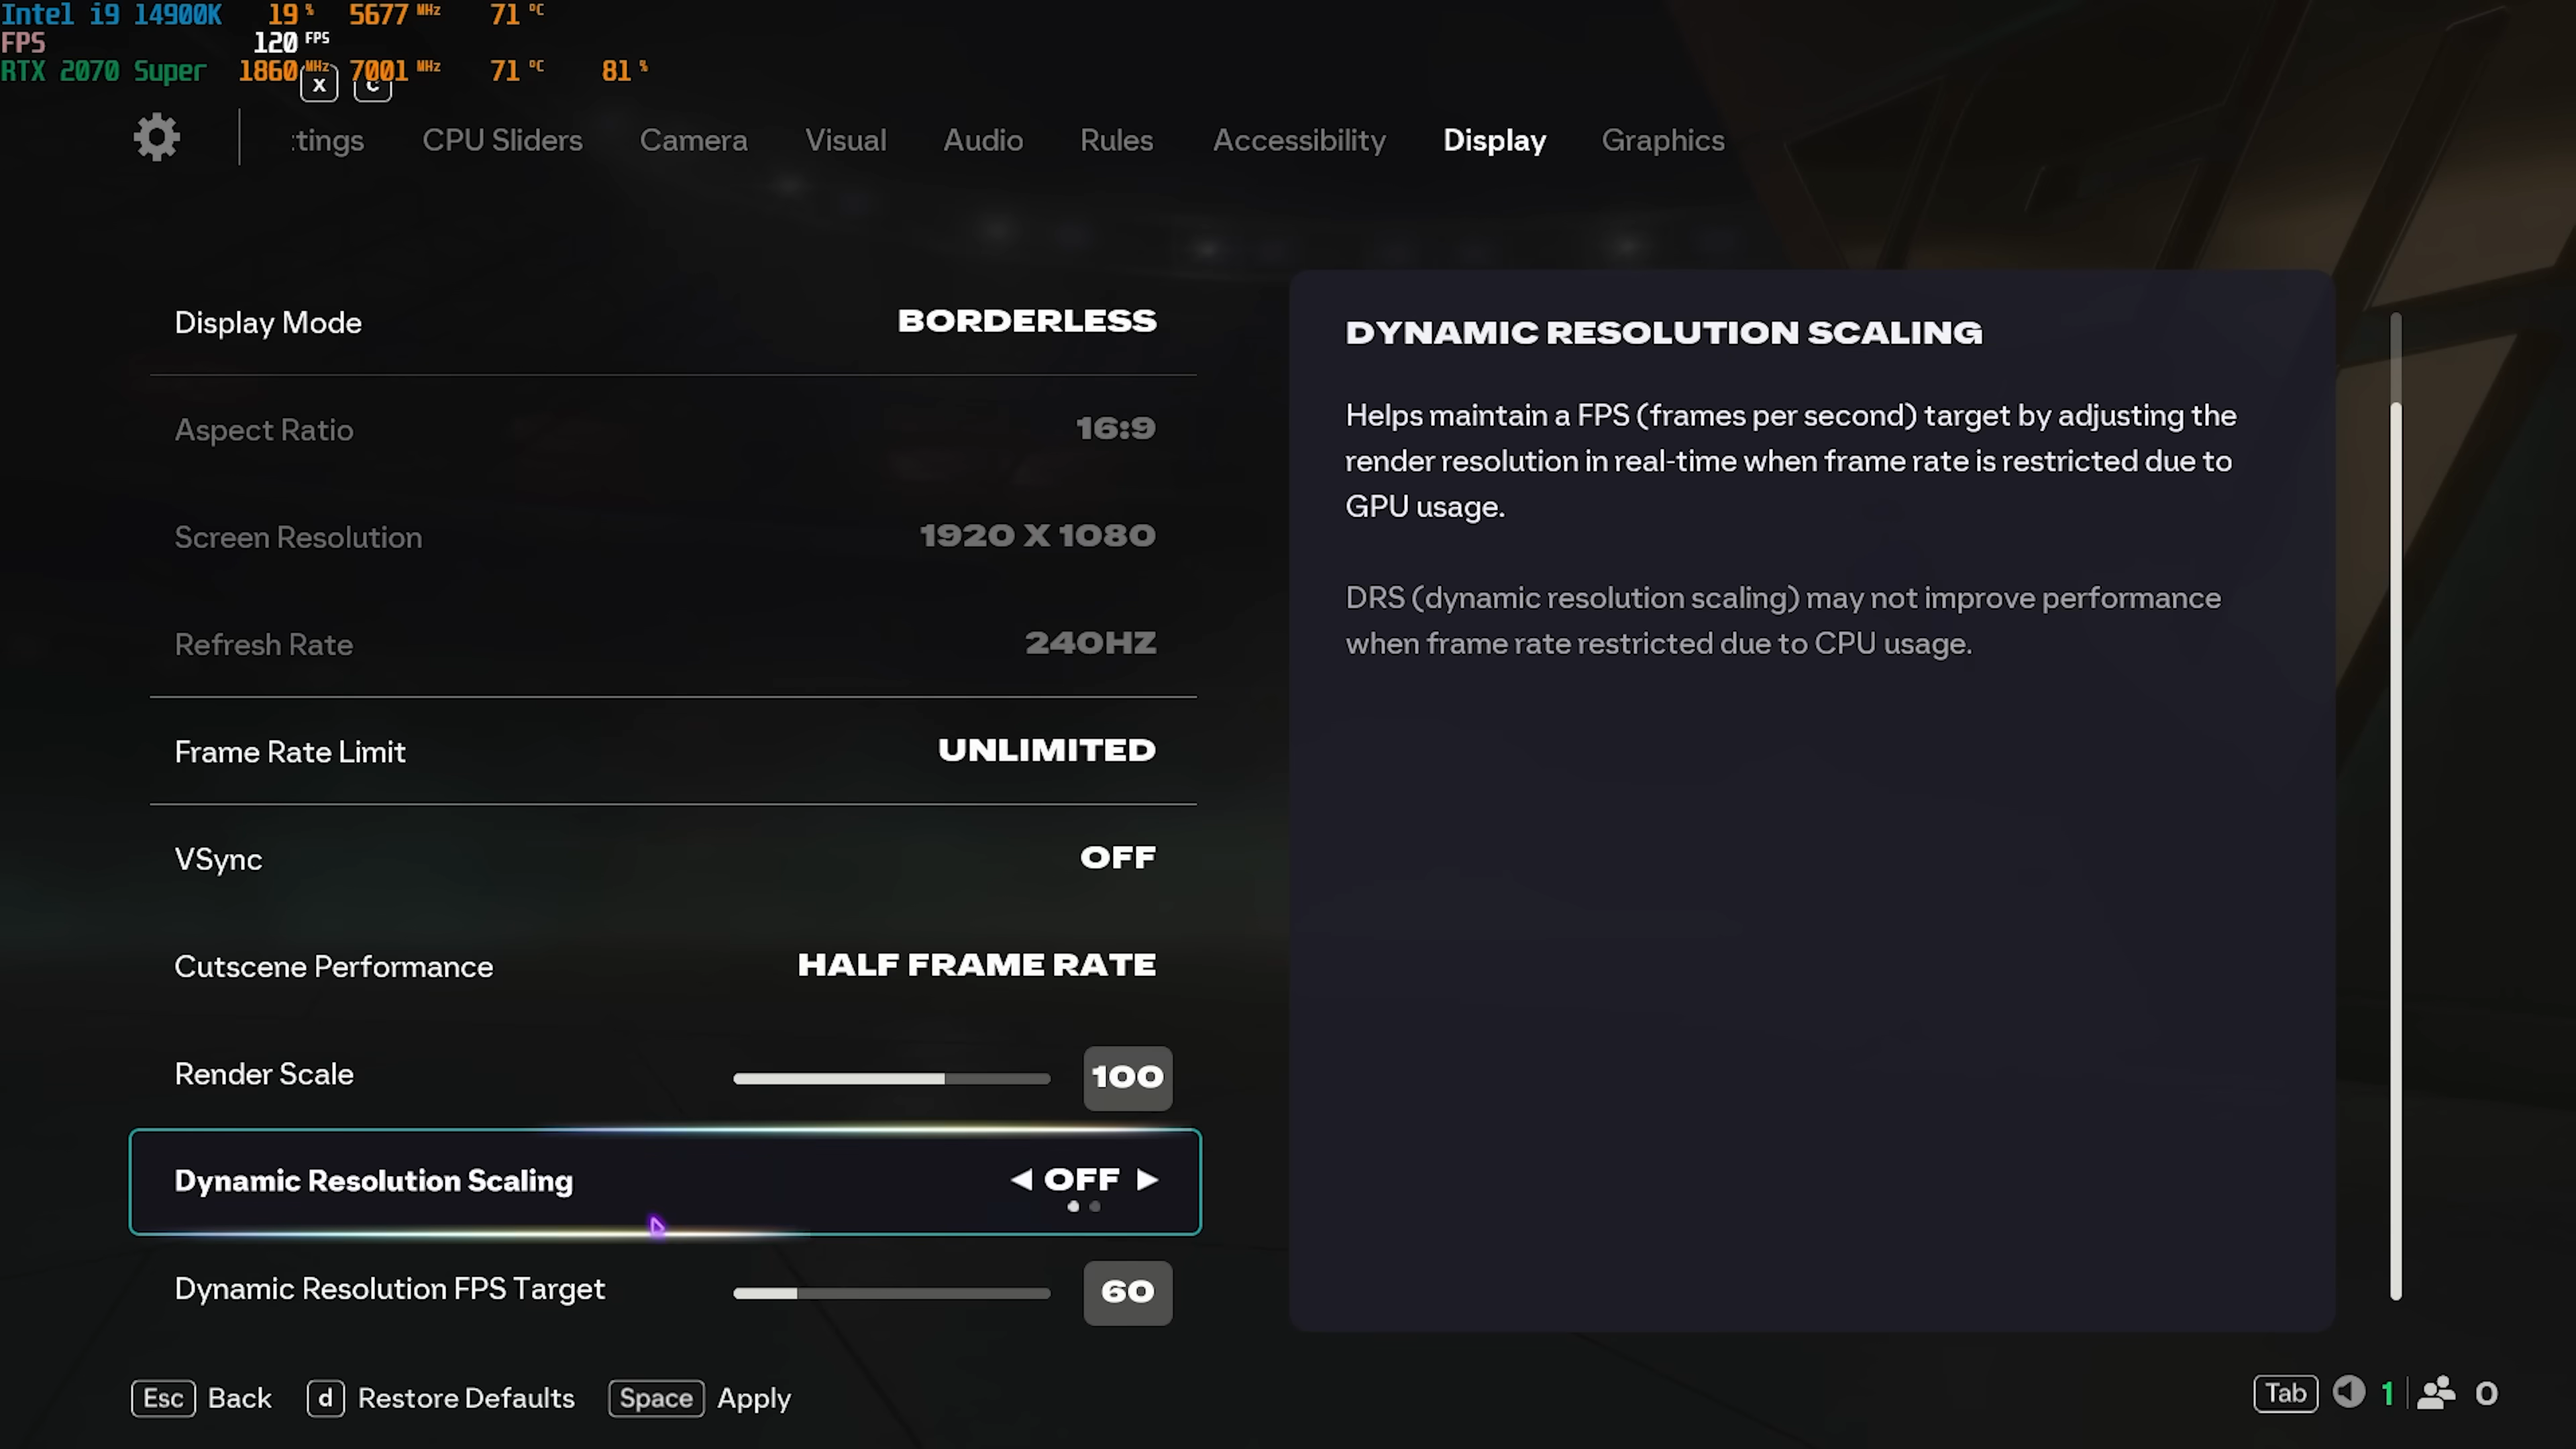 Intel i9 14900K 19 % 5677 MHz 71 °C
FPS 120 FPS
RTX 2070 Super 1860 MHz 7001 MHz 71 °C 81 %
X C
tings CPU Sliders Camera Visual Audio Rules Accessibility Display Graphics
Display Mode BORDERLESS
Aspect Ratio 16:9
Screen Resolution 1920 X 1080
Refresh Rate 240HZ
Frame Rate Limit UNLIMITED
VSync OFF
Cutscene Performance HALF FRAME RATE
Render Scale 100
Dynamic Resolution Scaling OFF
Dynamic Resolution FPS Target 60
DYNAMIC RESOLUTION SCALING
Helps maintain a FPS (frames per second) target by adjusting the
render resolution in real-time when frame rate is restricted due to
GPU usage.
DRS (dynamic resolution scaling) may not improve performance
when frame rate restricted due to CPU usage.
Esc Back d Restore Defaults Space Apply
Tab 1 0